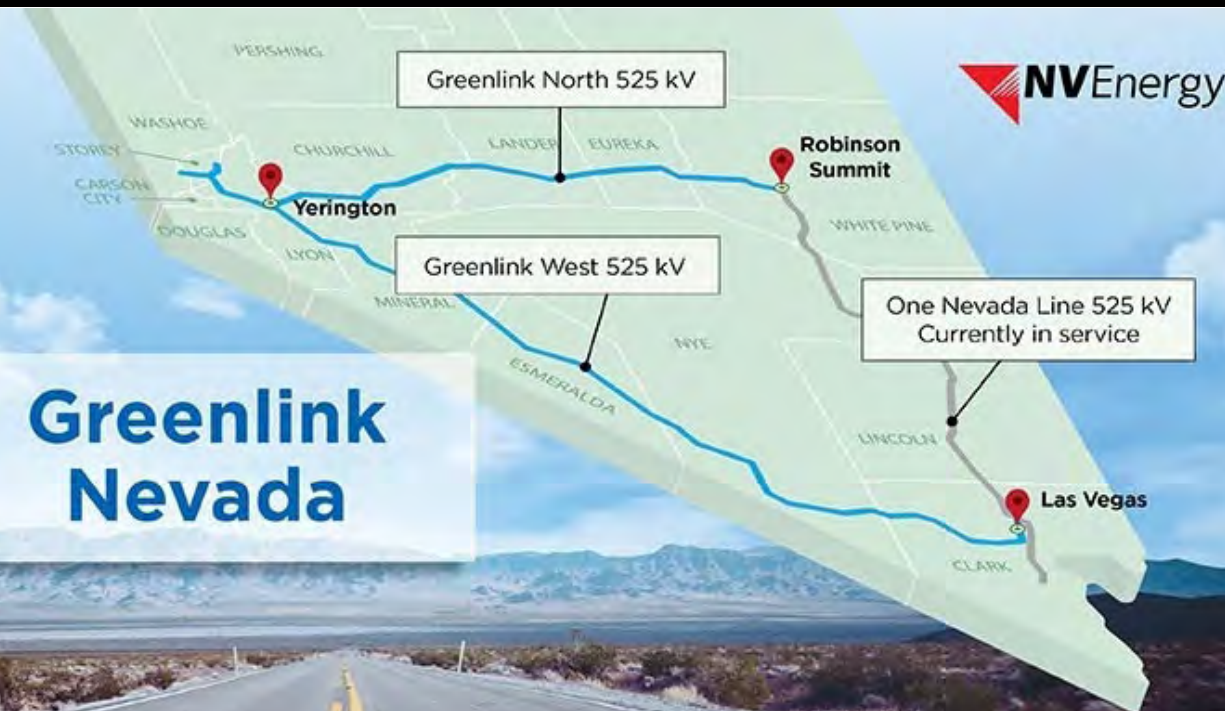 PERSHING
Greenlink North 525 kV
NVEnergy
WASHOE
STOREY
CHURCHILL
LANDER
EUREKA
Robinson
Summit
CARSON
CITY
Yerington
DOUGLAS
WHITE PINE
LYON
Greenlink West 525 kV
MINERAL
One Nevada Line 525 kV
Currently in service
NYE
ESMERALDA
Greenlink
Nevada
LINCOLN
Las Vegas
CLARK